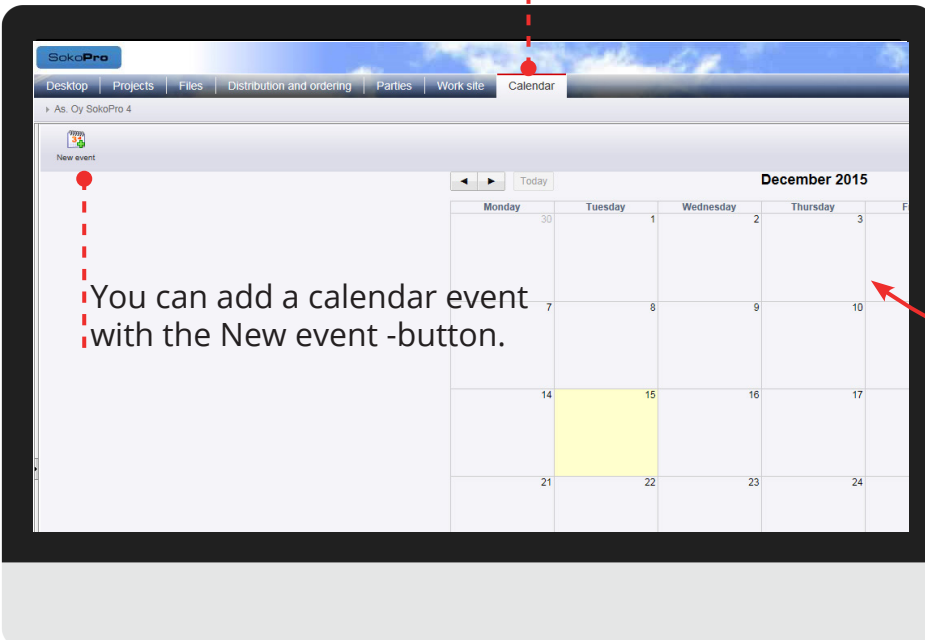 SokoPro
Desktop Projects Files Distribution and ordering Parties Work site Calendar
As. Oy SokoPro 4
31
New event
Today
December 2015
Monday Tuesday Wednesday Thursday F
30 1 2 3
You can add a calendar event
with the New event -button.
7 8 9 10
14 15 16 17
21 22 23 24